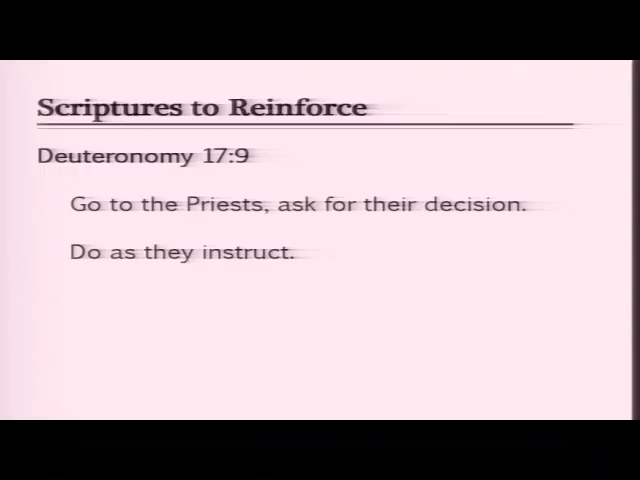 Scriptures to Reinforce
Deuteronomy 17:9
Go to the Priests, ask for their decision.
Do as they instruct.